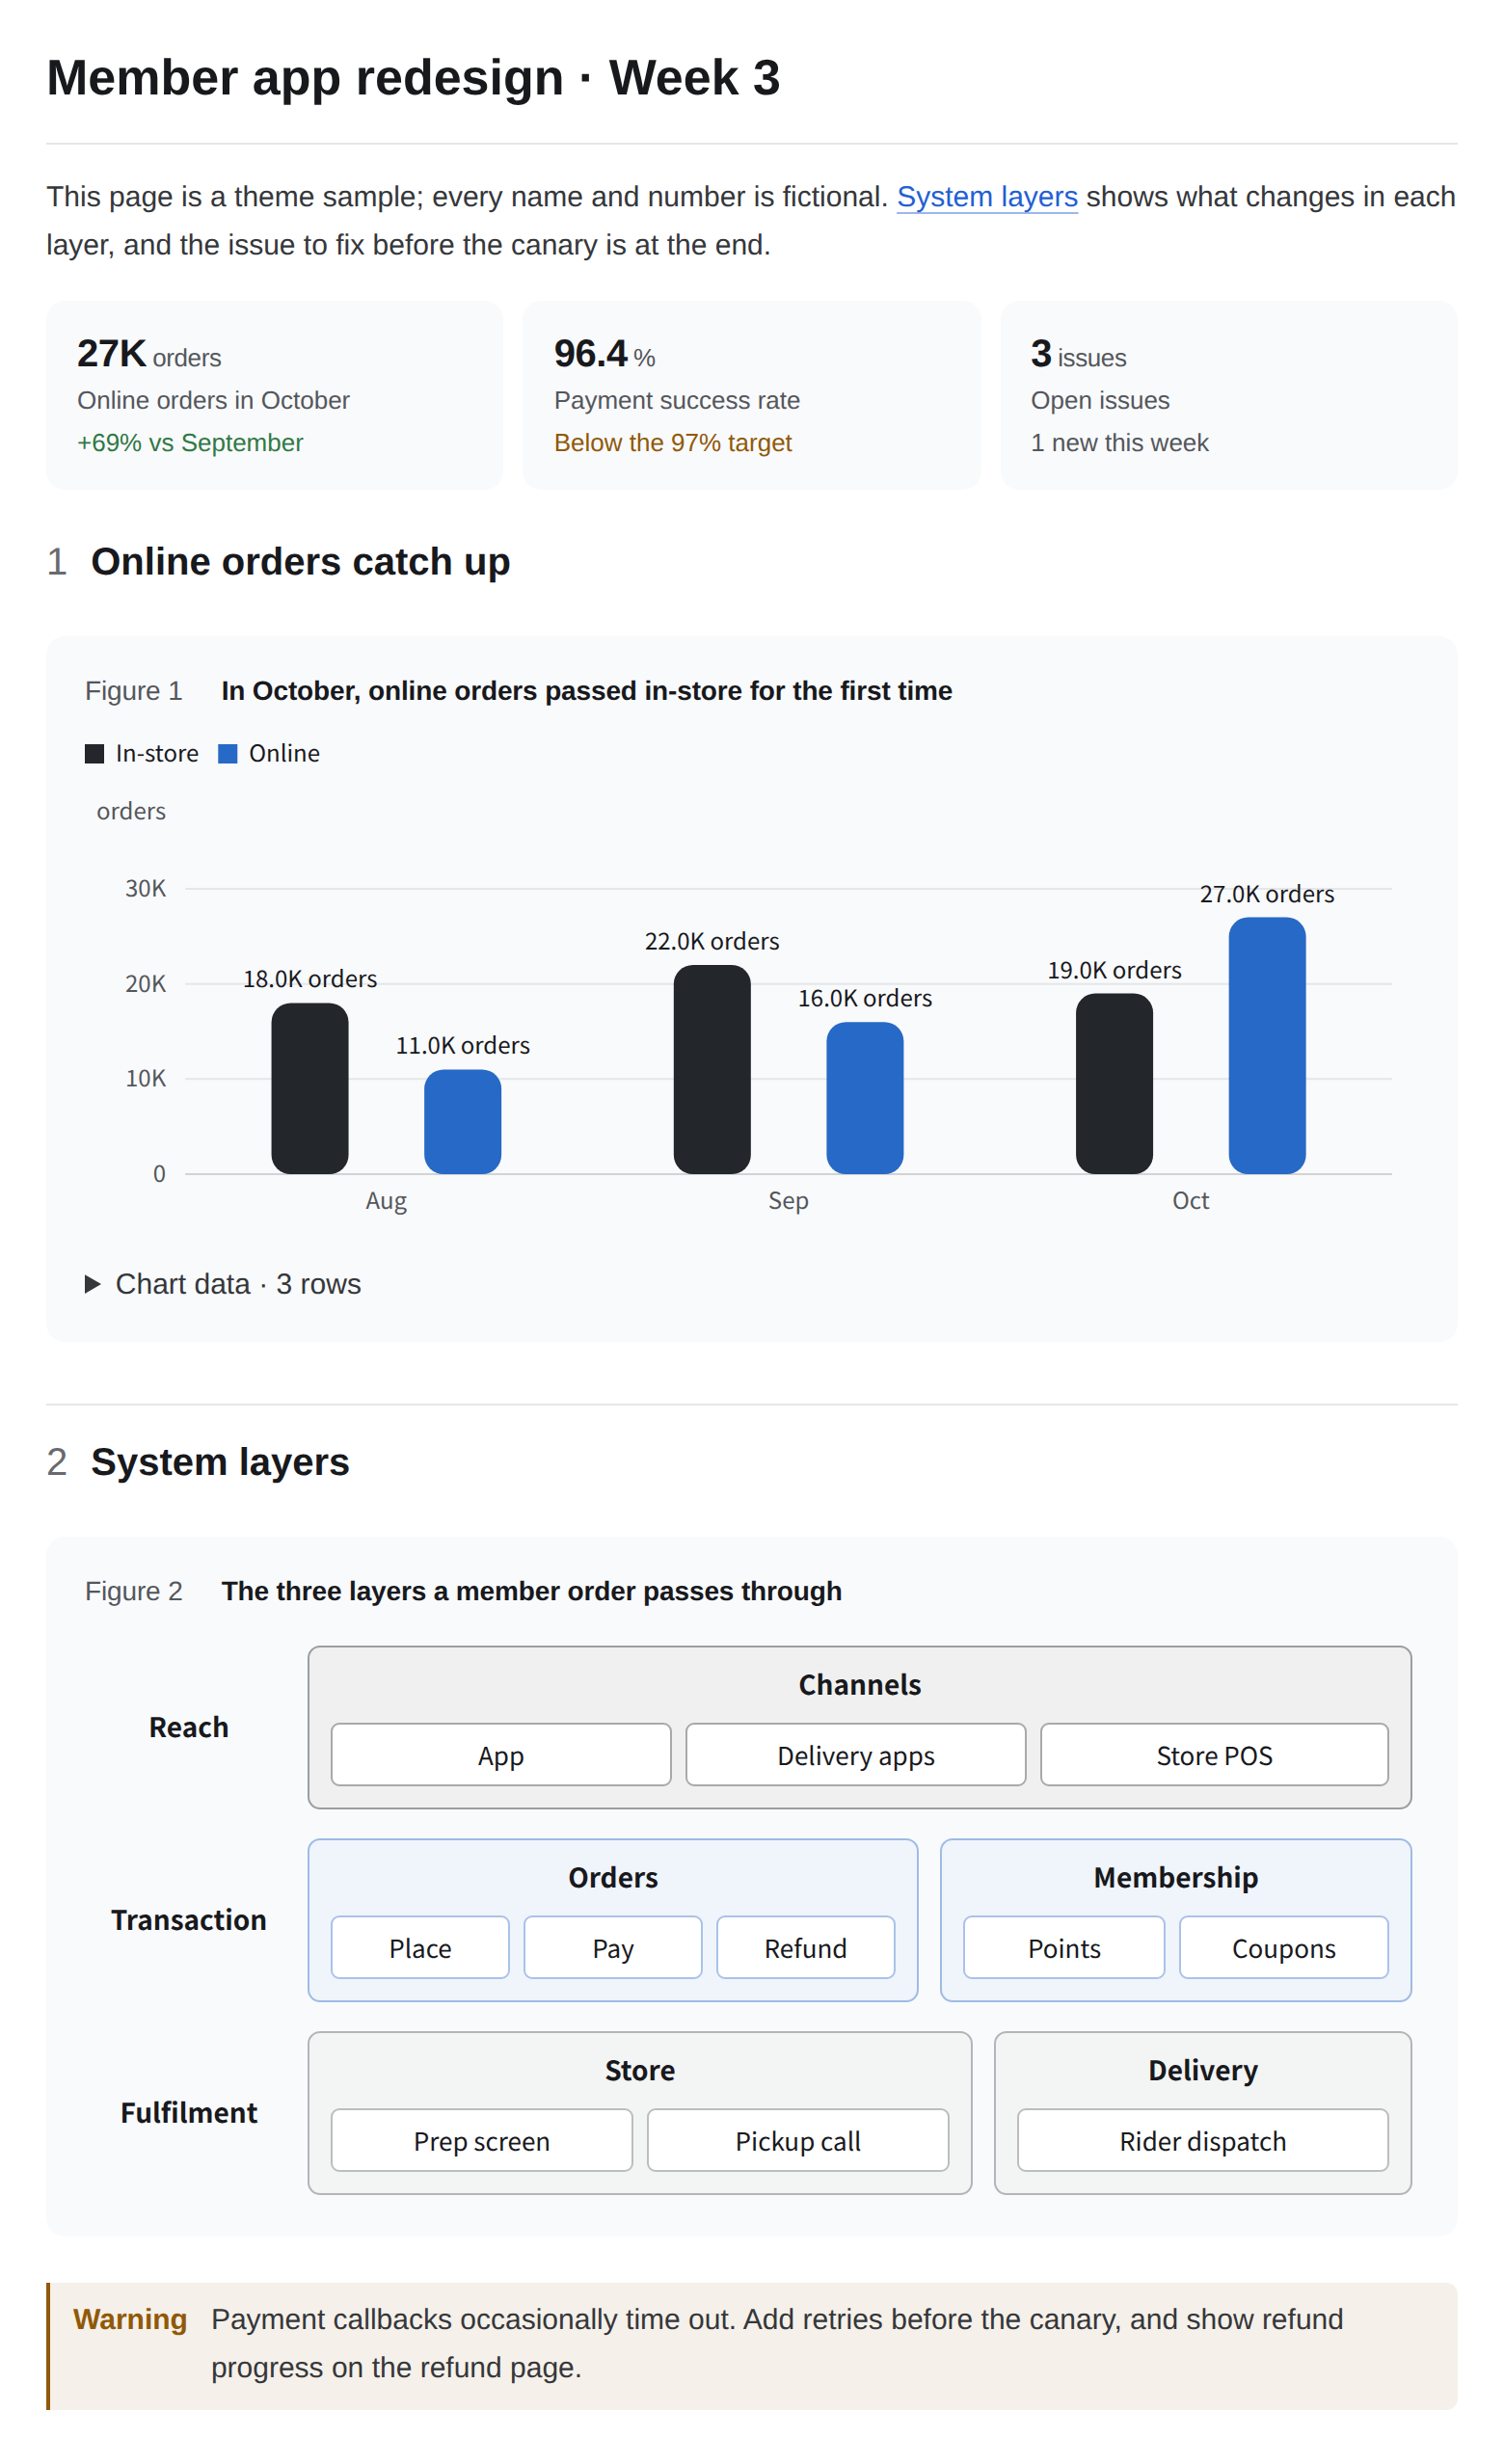 Member app redesign · Week 3
This page is a theme sample; every name and number is fictional. System layers shows what changes in each
layer, and the issue to fix before the canary is at the end.
27K orders
Online orders in October
+69% vs September
96.4 %
Payment success rate
Below the 97% target
3 issues
Open issues
1 new this week
1 Online orders catch up
Figure 1 In October, online orders passed in-store for the first time
In-store Online
orders
30K
20K
10K
0
18.0K orders
11.0K orders
22.0K orders
16.0K orders
19.0K orders
27.0K orders
Aug
Sep
Oct
Chart data · 3 rows
2 System layers
Figure 2 The three layers a member order passes through
Reach
Channels
App
Delivery apps
Store POS
Transaction
Orders
Place
Pay
Refund
Membership
Points
Coupons
Fulfilment
Store
Prep screen
Pickup call
Delivery
Rider dispatch
Warning Payment callbacks occasionally time out. Add retries before the canary, and show refund
progress on the refund page.